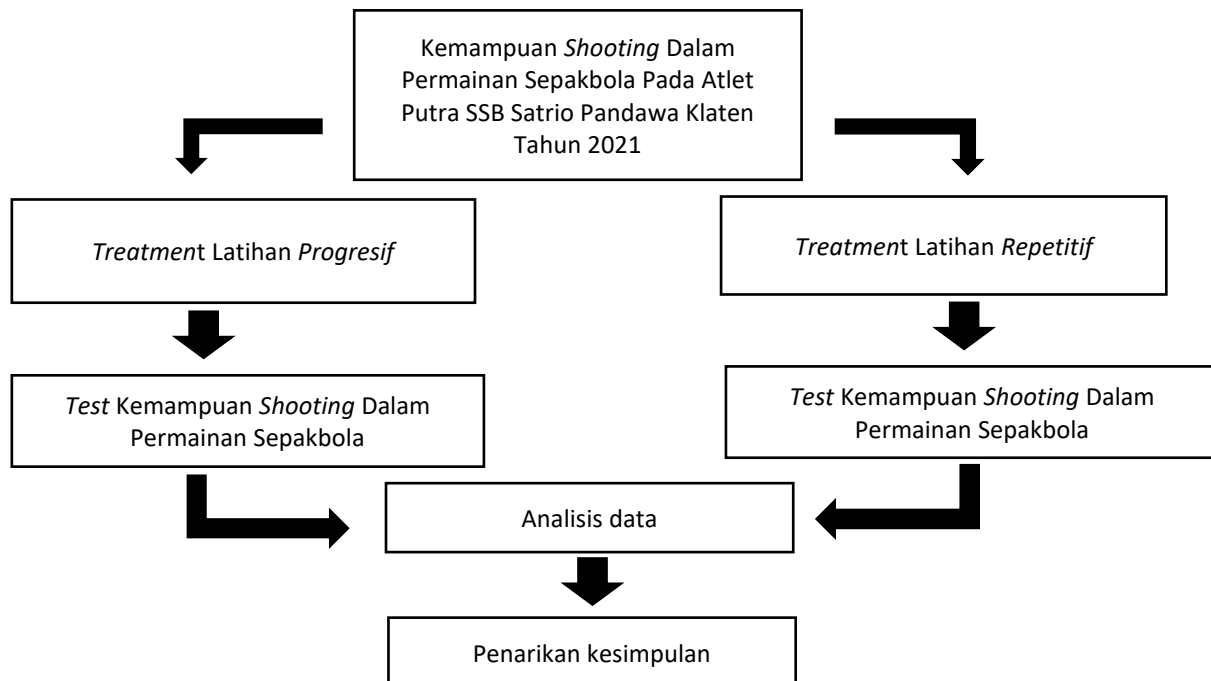 Kemampuan Shooting Dalam
Permainan Sepakbola Pada Atlet
Putra SSB Satrio Pandawa Klaten
Tahun 2021
Treatment Latihan Progresif
Treatment Latihan Repetitif
Test Kemampuan Shooting Dalam
Permainan Sepakbola
Test Kemampuan Shooting Dalam
Permainan Sepakbola
Analisis data
Penarikan kesimpulan